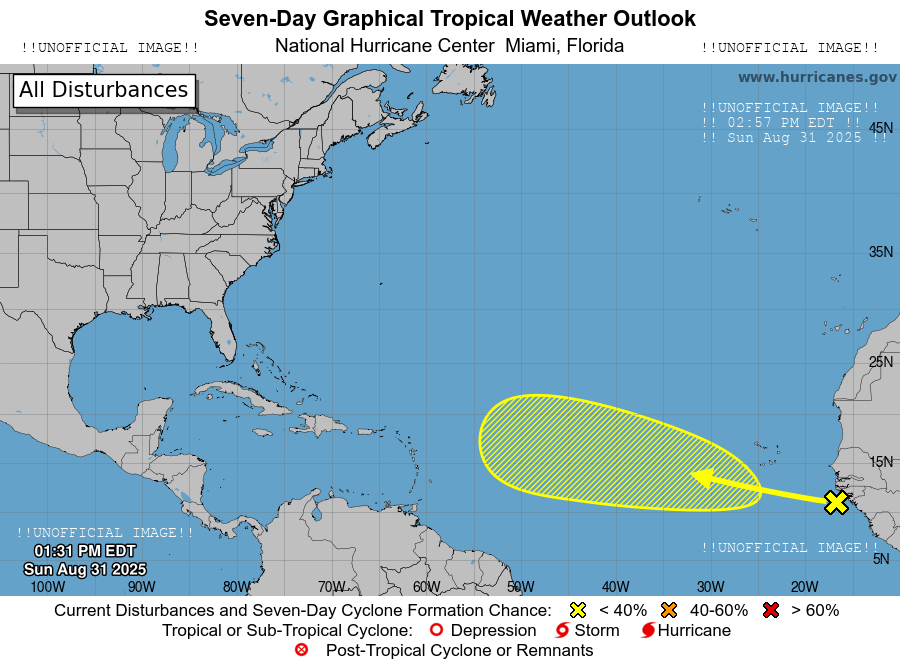 Seven-Day Graphical Tropical Weather Outlook
!!UNOFFICIAL IMAGE!! National Hurricane Center Miami, Florida !!UNOFFICIAL IMAGE!!
All Disturbances
www.hurricanes.gov
!!UNOFFICIAL IMAGE!!
!! 02:57 PM EDT !!
!! Sun Aug 31 2025 !!
45N
35N
25N
15N
!!UNOFFICIAL IMAGE!!
01:31 PM EDT
Sun Aug 31 2025
!!UNOFFICIAL IMAGE!!
5N
100W 90W 80W 70W 60W 50W 40W 30W 20W
Current Disturbances and Seven-Day Cyclone Formation Chance: < 40% 40-60% > 60%
Tropical or Sub-Tropical Cyclone: Depression Storm Hurricane
Post-Tropical Cyclone or Remnants